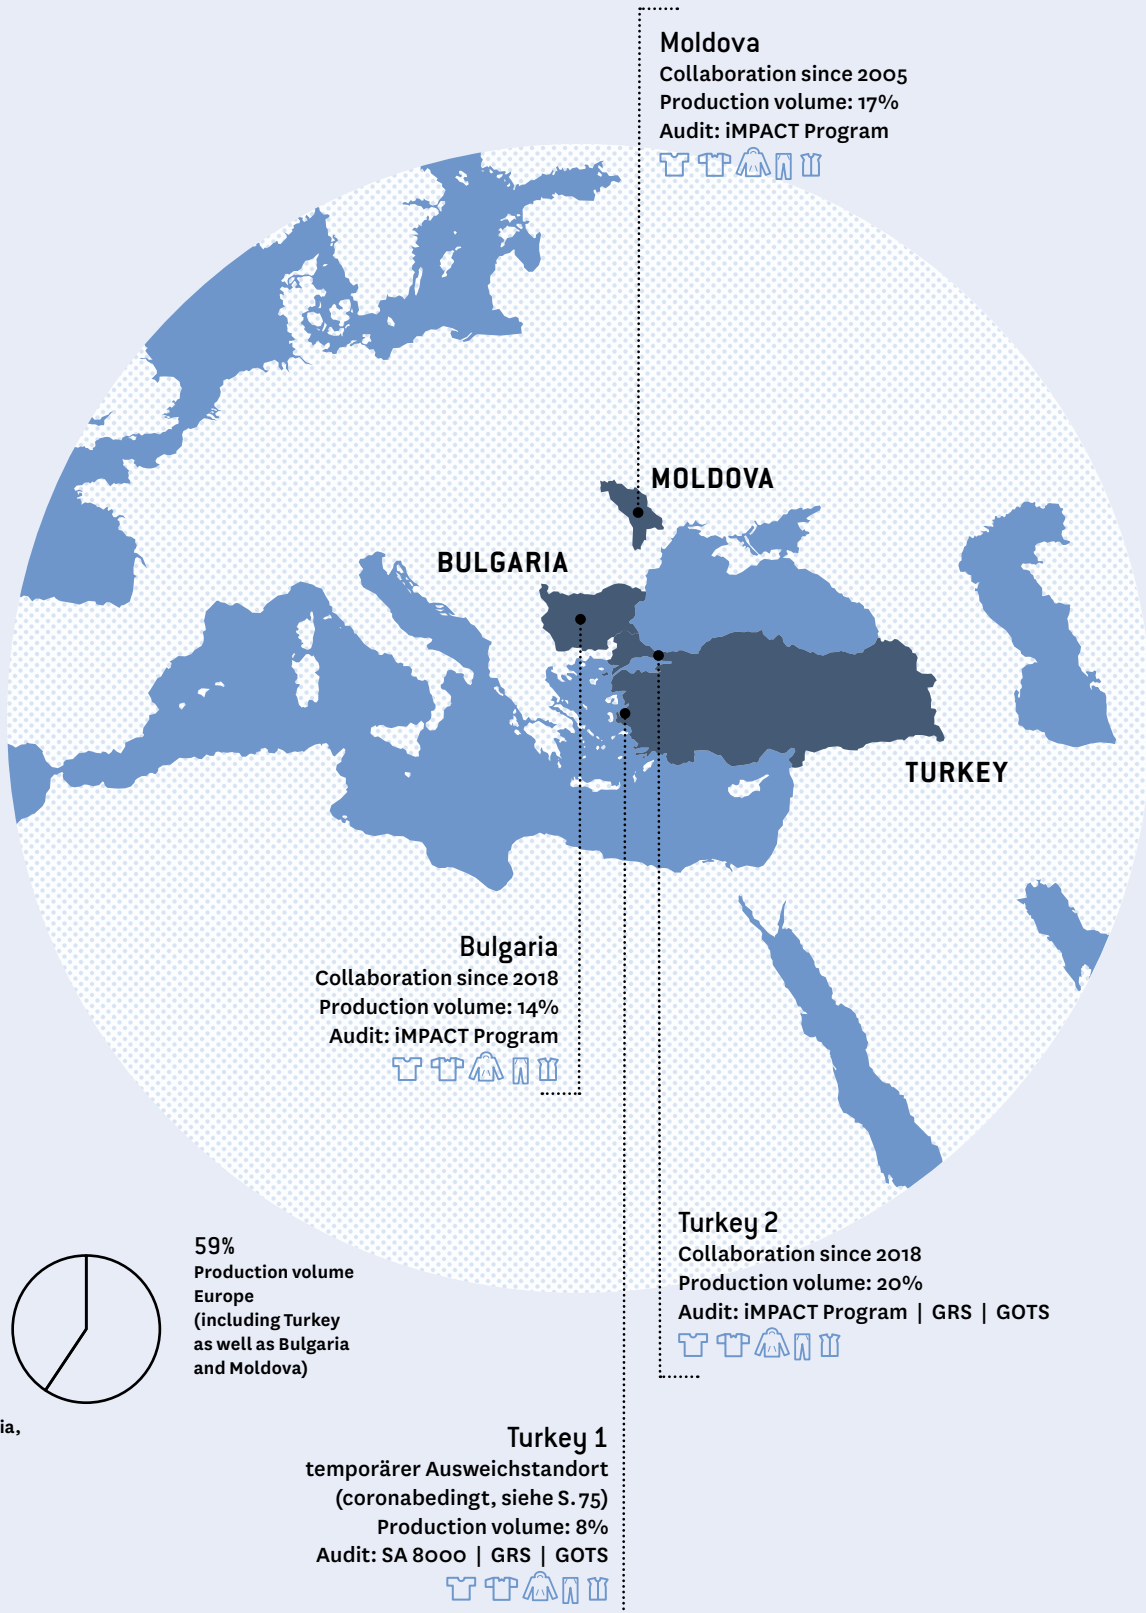 Moldova
Collaboration since 2005
Production volume: 17%
Audit: iMPACT Program
MOLDOVA
BULGARIA
TURKEY
Bulgaria
Collaboration since 2018
Production volume: 14%
Audit: iMPACT Program
Turkey 2
Collaboration since 2018
Production volume: 20%
Audit: iMPACT Program | GRS | GOTS
59%
Production volume
Europe
(including Turkey
as well as Bulgaria
and Moldova)
ia,
Turkey 1
temporärer Ausweichstandort
(coronabedingt, siehe S. 75)
Production volume: 8%
Audit: SA 8000 | GRS | GOTS